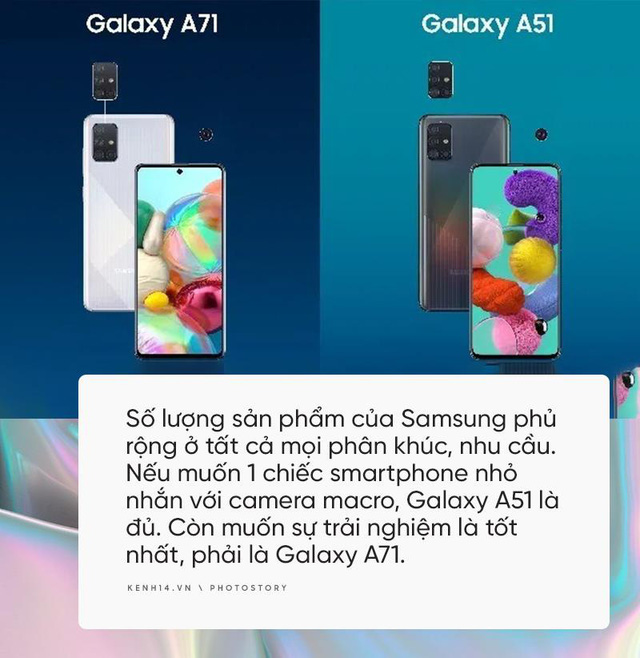 Galaxy A71
Galaxy A51
Số lượng sản phẩm của Samsung phủ
rộng ở tất cả mọi phân khúc, nhu cầu.
Nếu muốn 1 chiếc smartphone nhỏ
nhắn với camera macro, Galaxy A51 là
đủ. Còn muốn sự trải nghiệm là tốt
nhất, phải là Galaxy A71.
KENH14.VN \ PHOTOSTORY